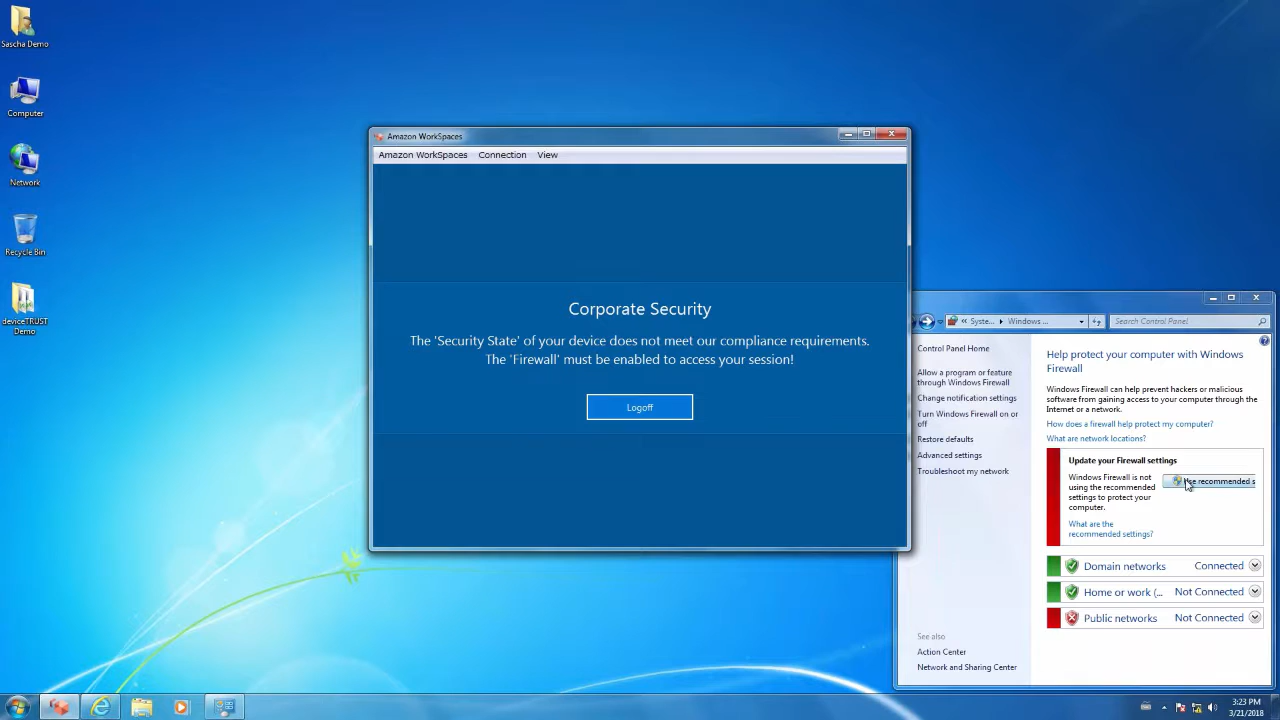 Sascha Demo
Computer
Network
Recycle Bin
deviceTRUST
Demo
Amazon WorkSpaces
Amazon WorkSpaces Connection View
Corporate Security
The 'Security State' of your device does not meet our compliance requirements.
The 'Firewall' must be enabled to access your session!
Logoff
« Syste... Windows ...
Search Control Panel
Control Panel Home
Allow a program or feature
through Windows Firewall
Change notification settings
Turn Windows Firewall on or
off
Restore defaults
Advanced settings
Troubleshoot my network
See also
Action Center
Network and Sharing Center
Help protect your computer with Windows
Firewall
Windows Firewall can help prevent hackers or malicious
software from gaining access to your computer through the
Internet or a network.
How does a firewall help protect my computer?
What are network locations?
Update your Firewall settings
Windows Firewall is not
using the recommended
settings to protect your
computer.
recommended s
What are the
recommended settings?
Domain networks Connected
Home or work (... Not Connected
Public networks Not Connected
3:23 PM
3/21/2018